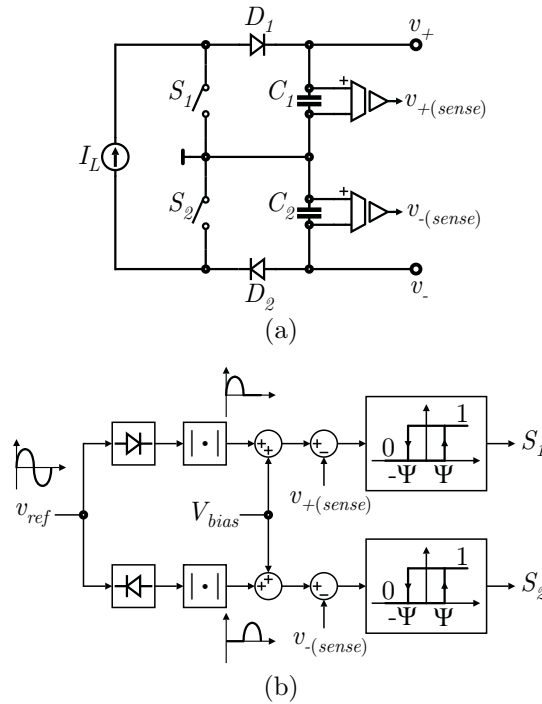 D1
v+
S1
C1
+
v+(sense)
IL
S2
C2
+
v-(sense)
D2
v-
(a)
vref
| • |
+
+
+
−
v+(sense)
0
1
-Ψ
Ψ
S1
Vbias
| • |
+
+
+
−
v-(sense)
0
1
-Ψ
Ψ
S2
(b)